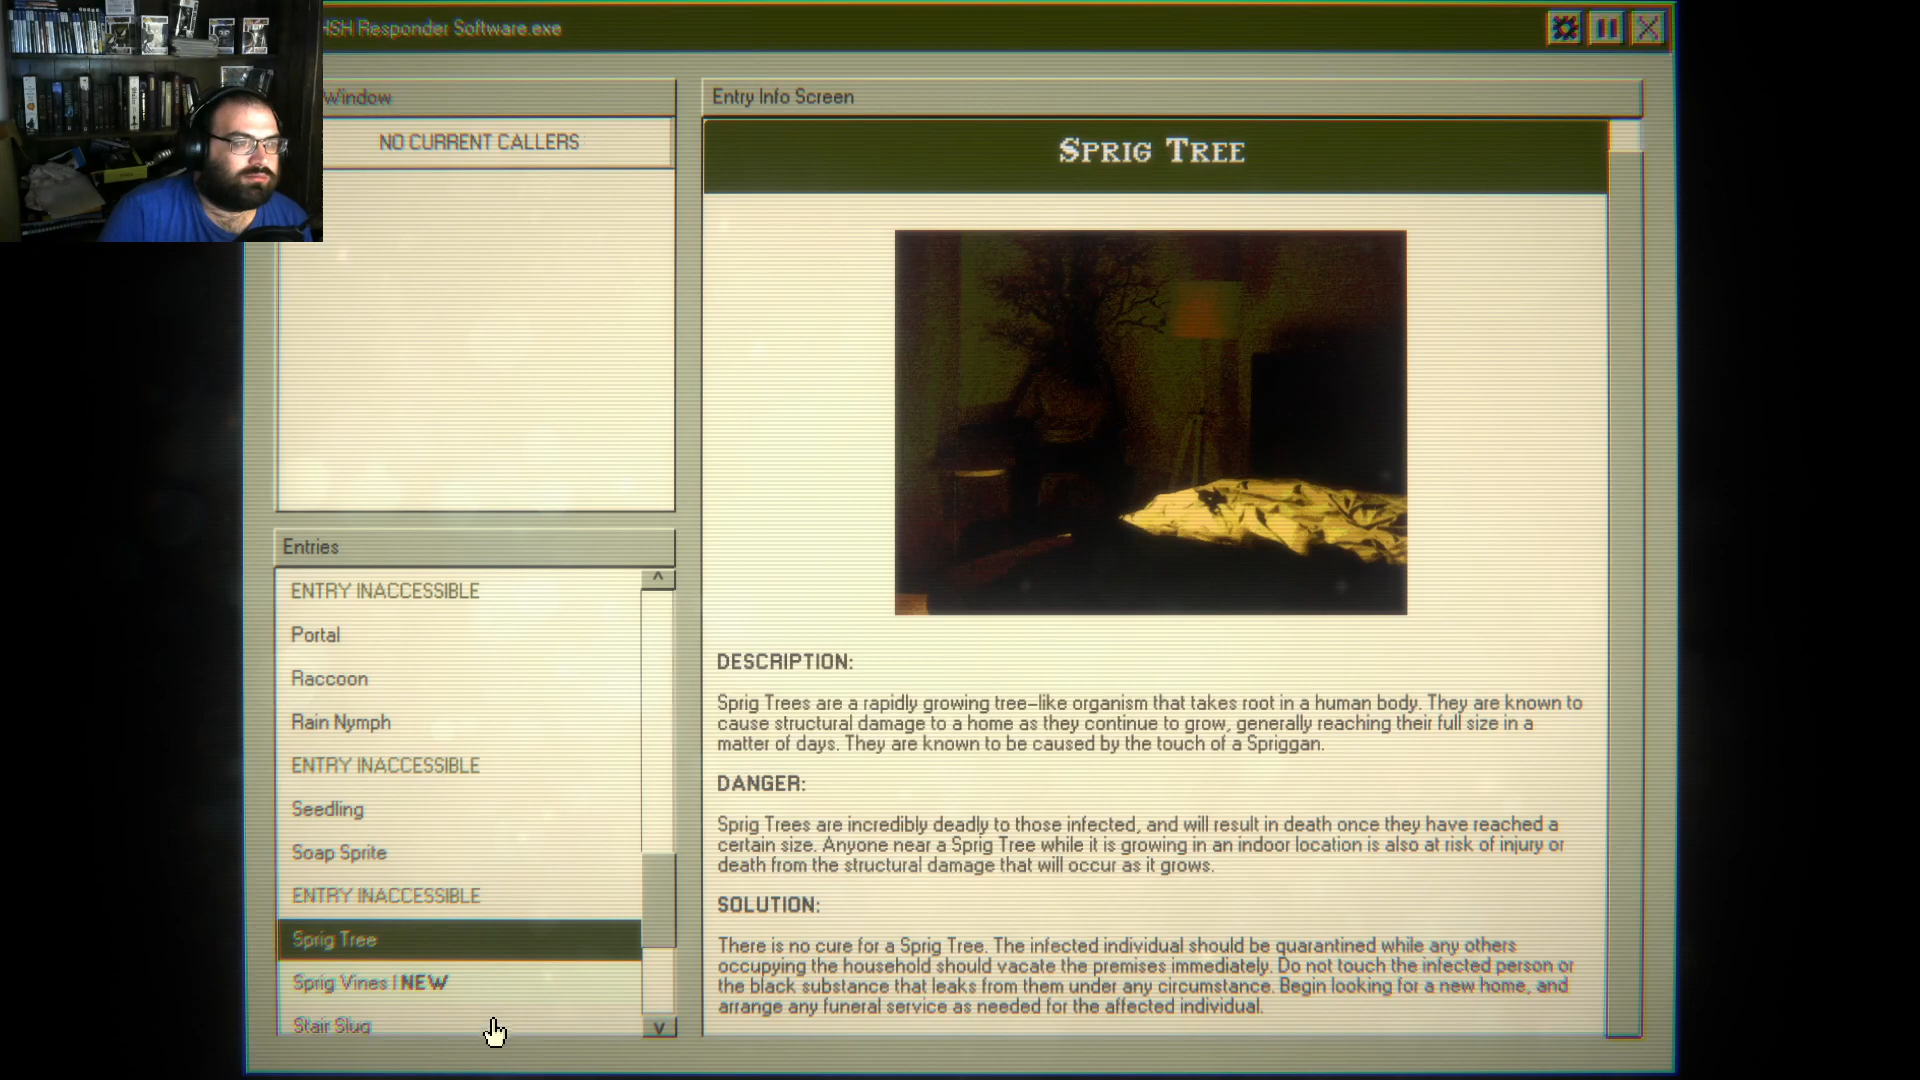 HSH Responder Software.exe
Window
NO CURRENT CALLERS
Entries
ENTRY INACCESSIBLE
Portal
Raccoon
Rain Nymph
ENTRY INACCESSIBLE
Seedling
Soap Sprite
ENTRY INACCESSIBLE
Sprig Tree
Sprig Vines | NEW
Stair Slug
^
v
Entry Info Screen
SPRIG TREE
DESCRIPTION:
Sprig Trees are a rapidly growing tree-like organism that takes root in a human body. They are known to
cause structural damage to a home as they continue to grow, generally reaching their full size in a
matter of days. They are known to be caused by the touch of a Spriggan.
DANGER:
Sprig Trees are incredibly deadly to those infected, and will result in death once they have reached a
certain size. Anyone near a Sprig Tree while it is growing in an indoor location is also at risk of injury or
death from the structural damage that will occur as it grows.
SOLUTION:
There is no cure for a Sprig Tree. The infected individual should be quarantined while any others
occupying the household should vacate the premises immediately. Do not touch the infected person or
the black substance that leaks from them under any circumstance. Begin looking for a new home, and
arrange any funeral service as needed for the affected individual.